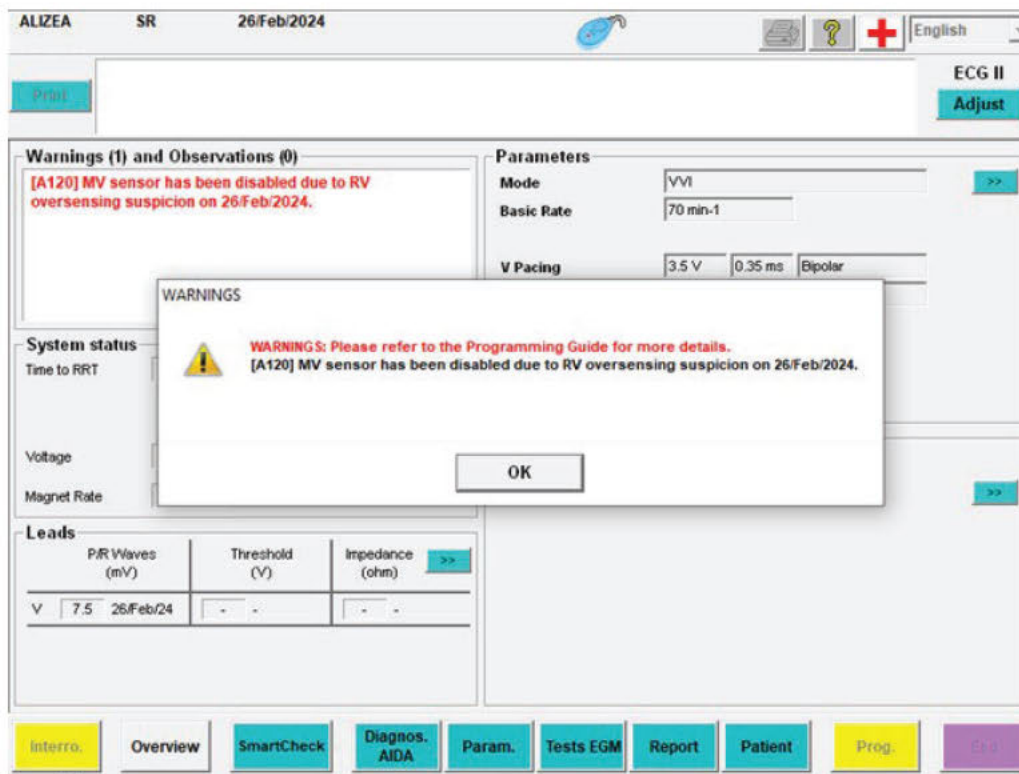 ALIZEA SR 26/Feb/2024
English
Print
ECG II
Adjust
Warnings (1) and Observations (0)
[A120] MV sensor has been disabled due to RV
oversensing suspicion on 26/Feb/2024.
Parameters
Mode VVI >>
Basic Rate 70 min-1
V Pacing 3.5 V 0.35 ms Bipolar
WARNINGS
WARNINGS: Please refer to the Programming Guide for more details.
[A120] MV sensor has been disabled due to RV oversensing suspicion on 26/Feb/2024.
OK
System status
Time to RRT
Voltage
Magnet Rate
>>
Leads
P/R Waves (mV) Threshold (V) Impedance (ohm) >>
V 7.5 26/Feb/24 - - - -
Interro. Overview SmartCheck Diagnos. AIDA Param. Tests EGM Report Patient Prog. End